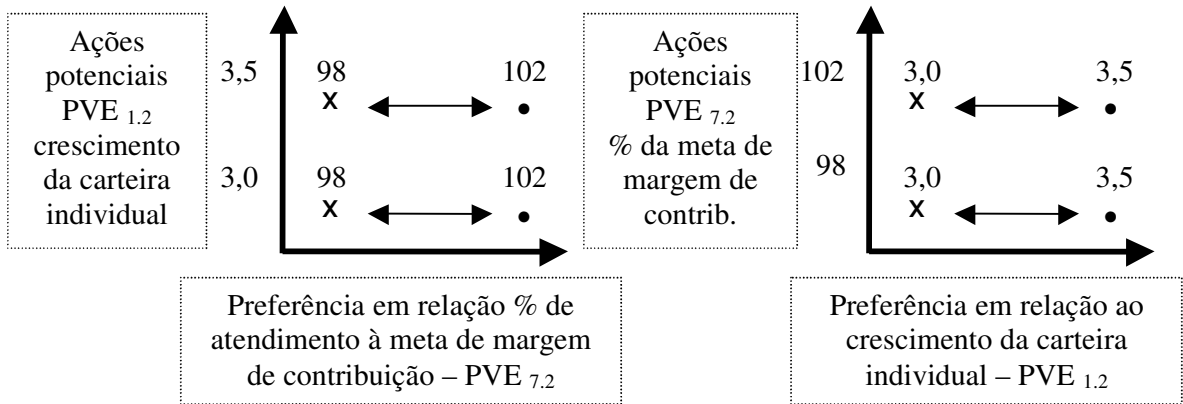 Ações
potenciais
PVE 1.2
crescimento
da carteira
individual
3,5 98 102
x •
3,0 98 102
x •
Preferência em relação % de
atendimento à meta de margem
de contribuição – PVE 7.2
Ações
potenciais
PVE 7.2
% da meta de
margem de
contrib.
102 3,0 3,5
x •
98 3,0 3,5
x •
Preferência em relação ao
crescimento da carteira
individual – PVE 1.2